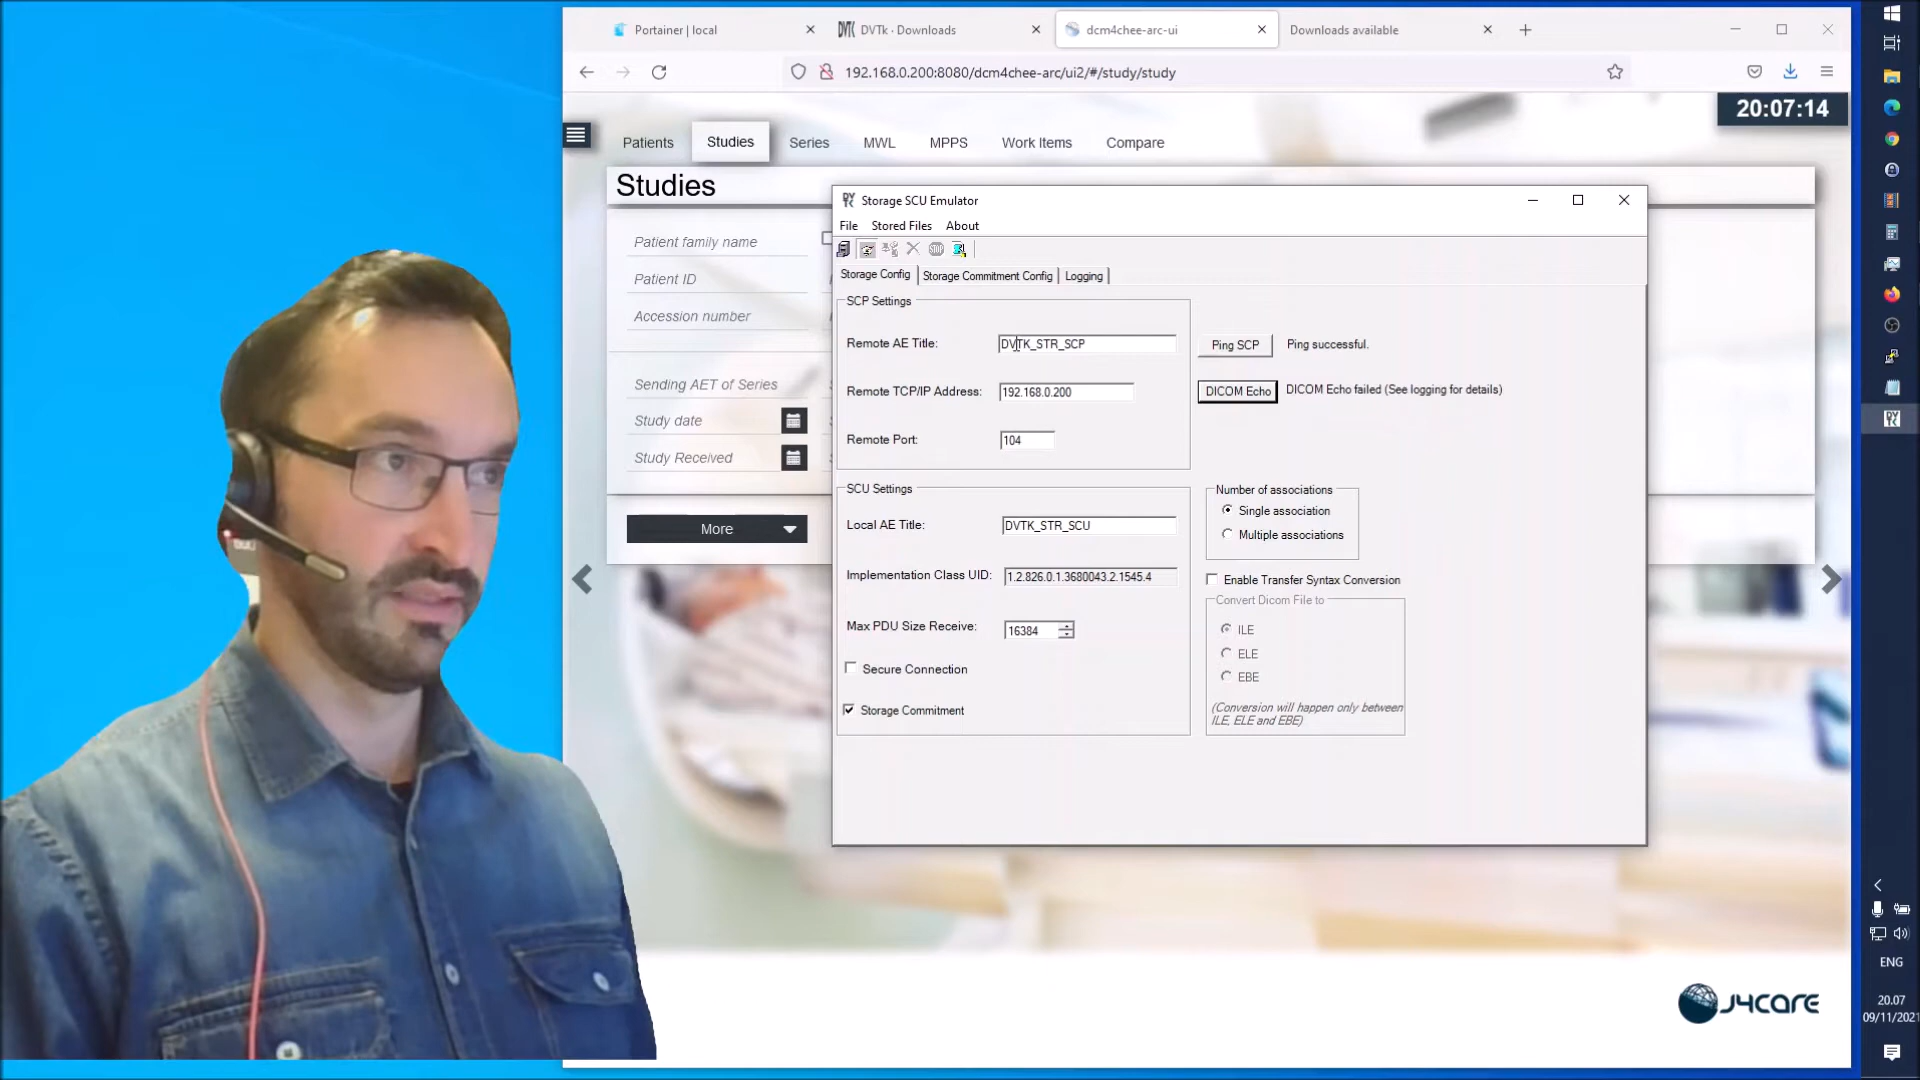 Portainer | local
DVTk · Downloads
dcm4chee-arc-ui
Downloads available
192.168.0.200:8080/dcm4chee-arc/ui2/#/study/study
20:07:14
Patients
Studies
Series
MWL
MPPS
Work Items
Compare
Studies
Patient family name
Patient ID
Accession number
Sending AET of Series
Study date
Study Received
More
Storage SCU Emulator
File
Stored Files
About
Storage Config
Storage Commitment Config
Logging
SCP Settings
Remote AE Title:
DVTK_STR_SCP
Ping SCP
Ping successful.
Remote TCP/IP Address:
192.168.0.200
DICOM Echo
DICOM Echo failed (See logging for details)
Remote Port:
104
SCU Settings
Local AE Title:
DVTK_STR_SCU
Implementation Class UID:
1.2.826.0.1.3680043.2.1545.4
Max PDU Size Receive:
16384
Secure Connection
Storage Commitment
Number of associations
Single association
Multiple associations
Enable Transfer Syntax Conversion
Convert Dicom File to
ILE
ELE
EBE
(Conversion will happen only between
ILE, ELE and EBE)
J4CARE
ENG
20.07
09/11/2021